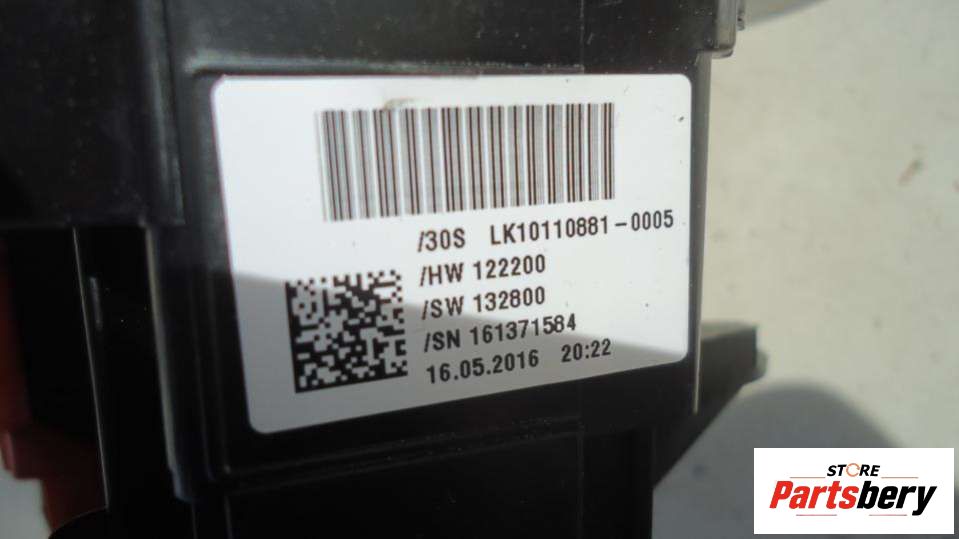 /30S LK10110881-0005
/HW 122200
/SW 132800
/SN 161371584
16.05.2016 20:22
STORE
Partsbery